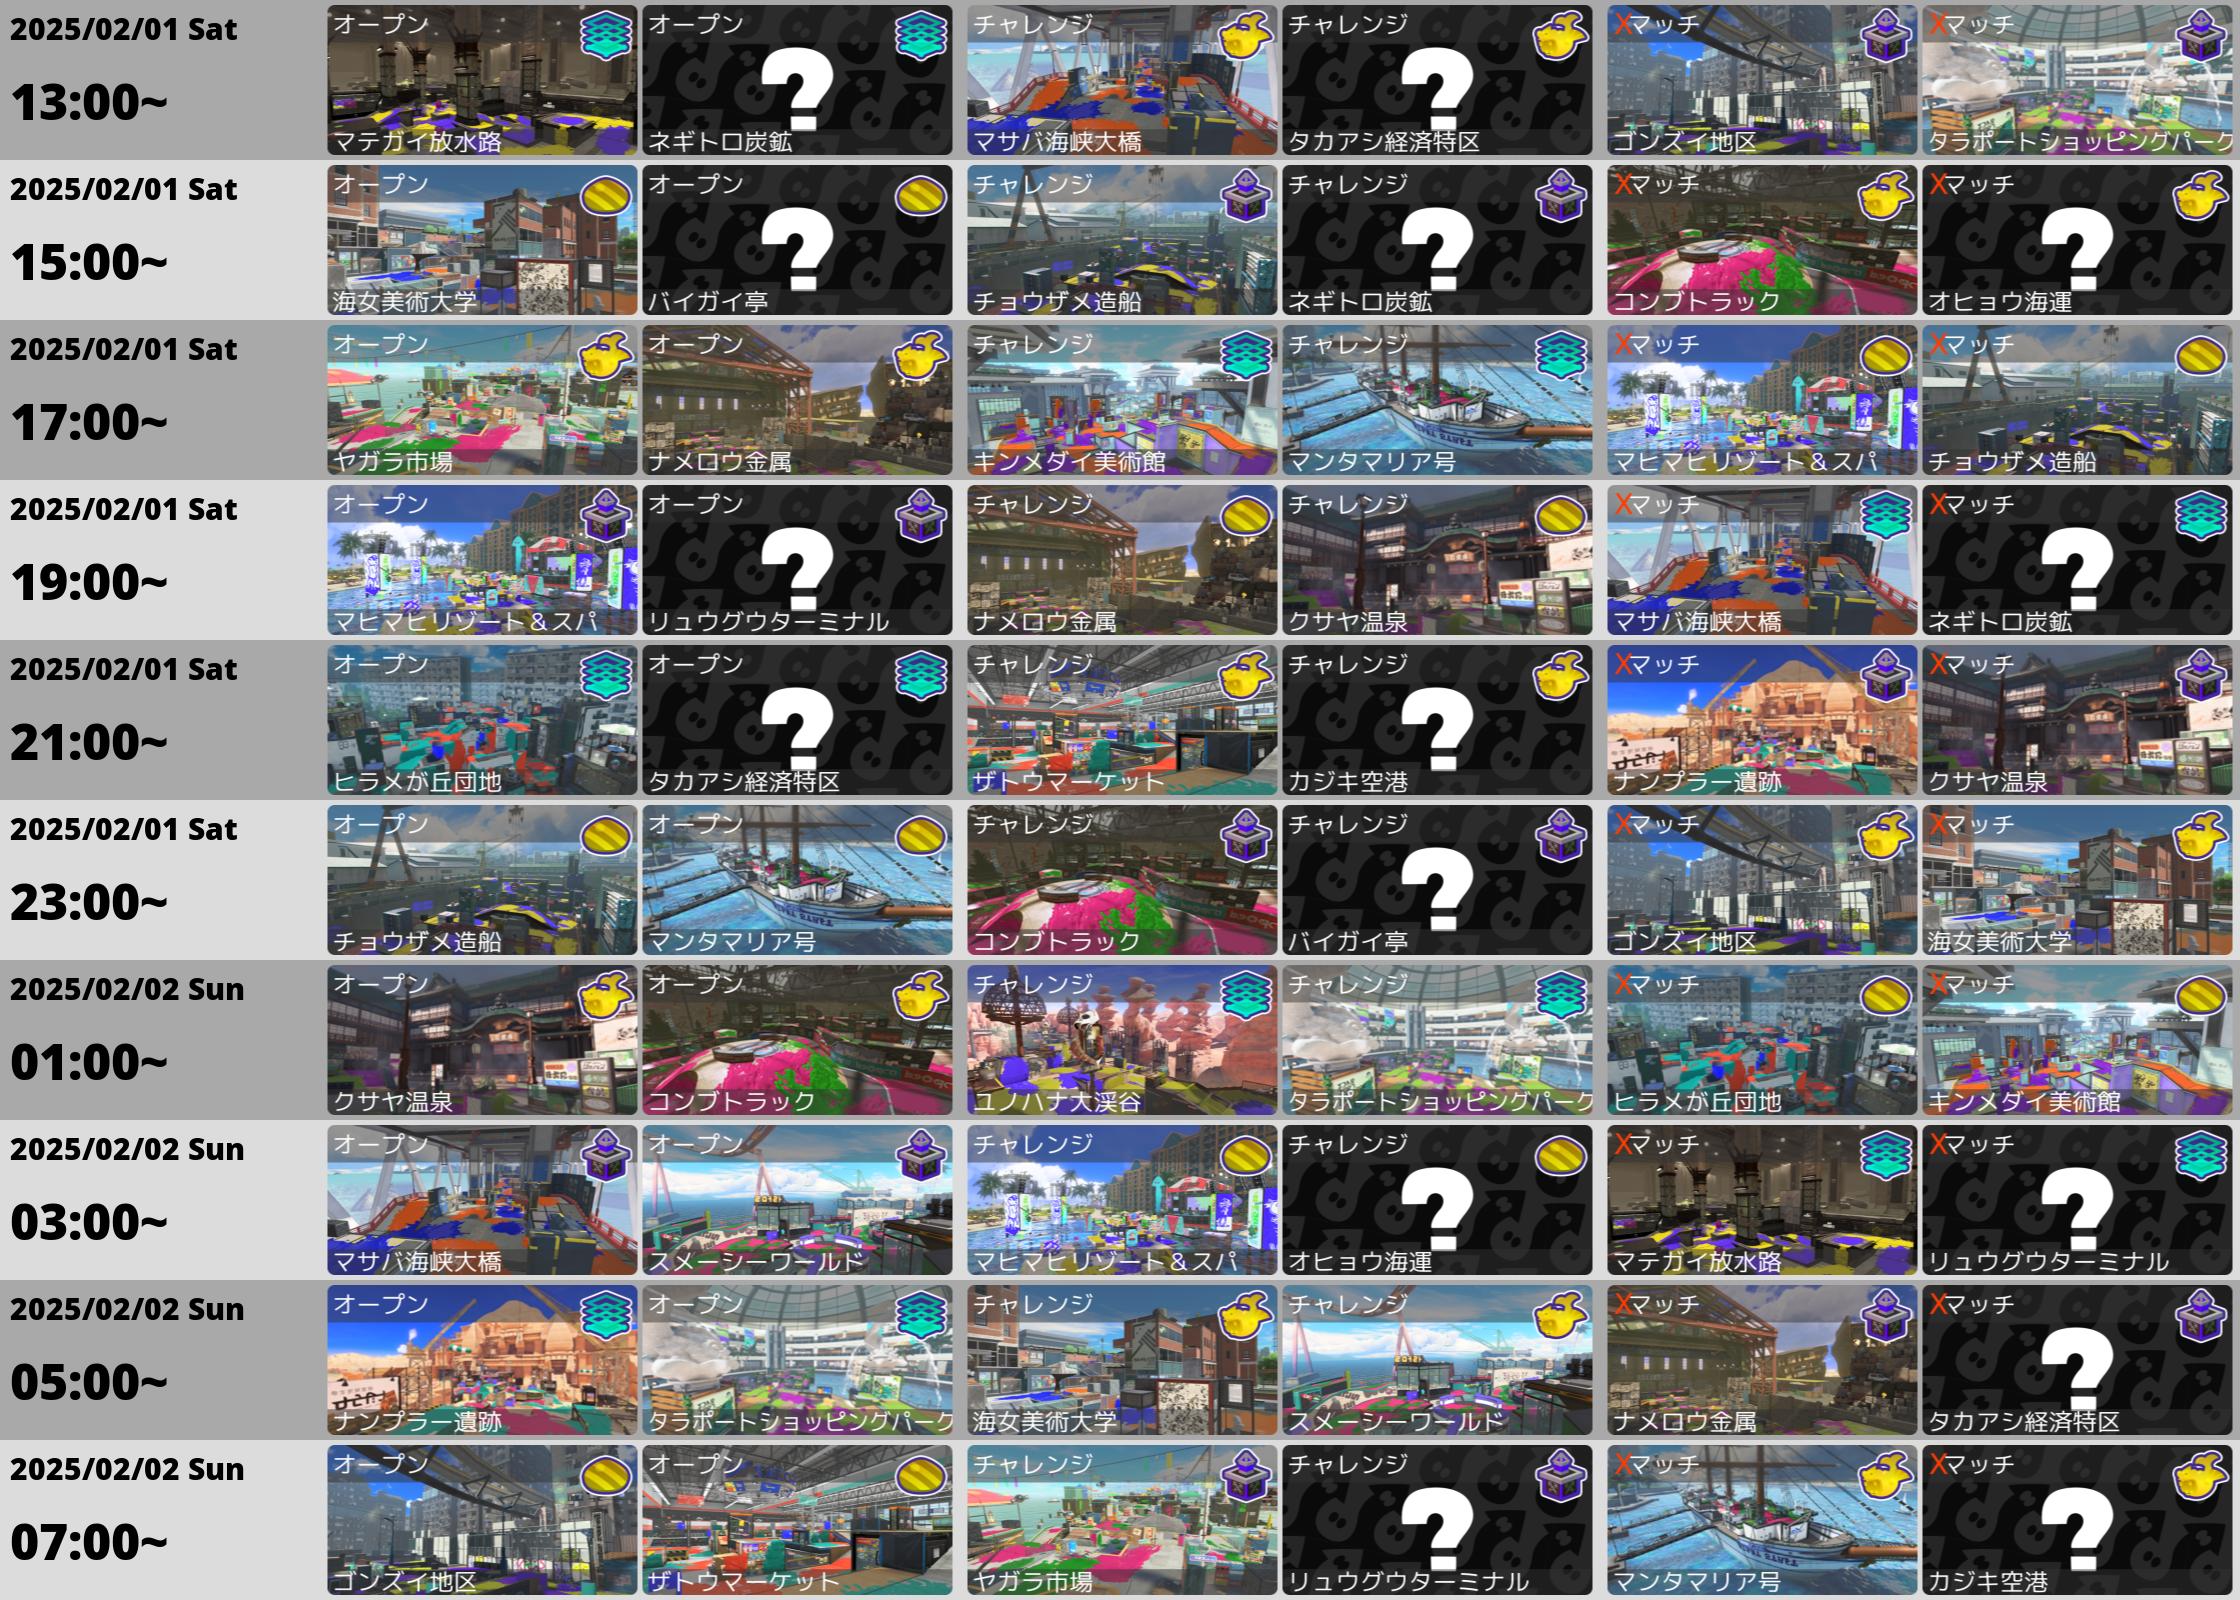 2025/02/01 Sat
13:00~
オープン
マテガイ放水路
オープン
ネギトロ炭鉱
チャレンジ
マサバ海峡大橋
チャレンジ
タカアシ経済特区
Xマッチ
ゴンズイ地区
Xマッチ
タラポートショッピングパーク
2025/02/01 Sat
15:00~
オープン
海女美術大学
オープン
バイガイ亭
チャレンジ
チョウザメ造船
チャレンジ
ネギトロ炭鉱
Xマッチ
コンブトラック
Xマッチ
オヒョウ海運
2025/02/01 Sat
17:00~
オープン
ヤガラ市場
オープン
ナメロウ金属
チャレンジ
キンメダイ美術館
チャレンジ
マンタマリア号
Xマッチ
マヒマヒリゾート＆スパ
Xマッチ
チョウザメ造船
2025/02/01 Sat
19:00~
オープン
マヒマヒリゾート＆スパ
オープン
リュウグウターミナル
チャレンジ
ナメロウ金属
チャレンジ
クサヤ温泉
Xマッチ
マサバ海峡大橋
Xマッチ
ネギトロ炭鉱
2025/02/01 Sat
21:00~
オープン
ヒラメが丘団地
オープン
タカアシ経済特区
チャレンジ
ザトウマーケット
チャレンジ
カジキ空港
Xマッチ
ナンプラー遺跡
Xマッチ
クサヤ温泉
2025/02/01 Sat
23:00~
オープン
チョウザメ造船
オープン
マンタマリア号
チャレンジ
コンブトラック
チャレンジ
バイガイ亭
Xマッチ
ゴンズイ地区
Xマッチ
海女美術大学
2025/02/02 Sun
01:00~
オープン
クサヤ温泉
オープン
コンブトラック
チャレンジ
ユノハナ大渓谷
チャレンジ
タラポートショッピングパーク
Xマッチ
ヒラメが丘団地
Xマッチ
キンメダイ美術館
2025/02/02 Sun
03:00~
オープン
マサバ海峡大橋
オープン
スメーシーワールド
チャレンジ
マヒマヒリゾート＆スパ
チャレンジ
オヒョウ海運
Xマッチ
マテガイ放水路
Xマッチ
リュウグウターミナル
2025/02/02 Sun
05:00~
オープン
ナンプラー遺跡
オープン
タラポートショッピングパーク
チャレンジ
海女美術大学
チャレンジ
スメーシーワールド
Xマッチ
ナメロウ金属
Xマッチ
タカアシ経済特区
2025/02/02 Sun
07:00~
オープン
ゴンズイ地区
オープン
ザトウマーケット
チャレンジ
ヤガラ市場
チャレンジ
リュウグウターミナル
Xマッチ
マンタマリア号
Xマッチ
カジキ空港